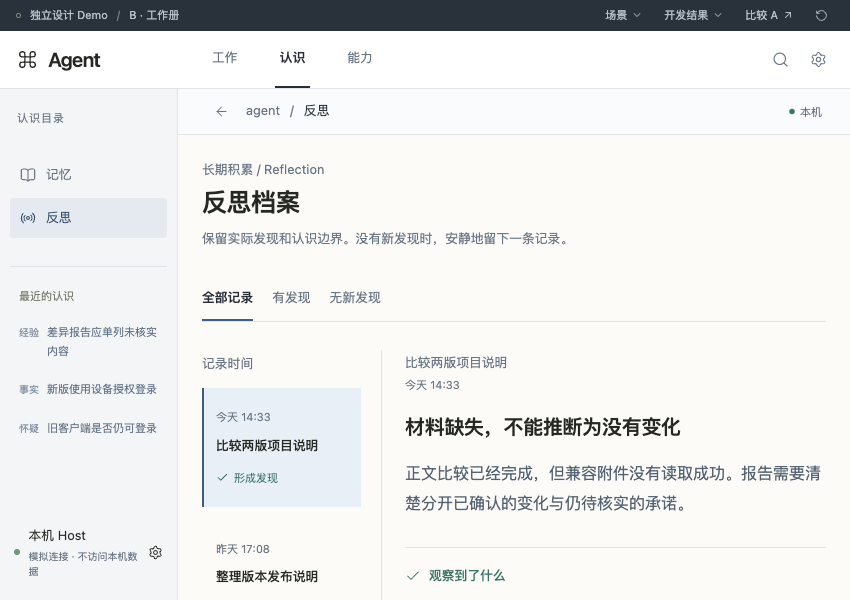 独立设计 Demo / B · 工作册
场景
开发结果
比较 A
Agent
工作
认识
能力
认识目录
记忆
反思
最近的认识
经验 差异报告应单列未核实内容
事实 新版使用设备授权登录
怀疑 旧客户端是否仍可登录
本机 Host
模拟连接 · 不访问本机数据
agent / 反思
本机
长期积累 / Reflection
反思档案
保留实际发现和认识边界。没有新发现时，安静地留下一条记录。
全部记录
有发现
无新发现
记录时间
今天 14:33
比较两版项目说明
形成发现
昨天 17:08
整理版本发布说明
比较两版项目说明
今天 14:33
材料缺失，不能推断为没有变化
正文比较已经完成，但兼容附件没有读取成功。报告需要清
楚分开已确认的变化与仍待核实的承诺。
观察到了什么